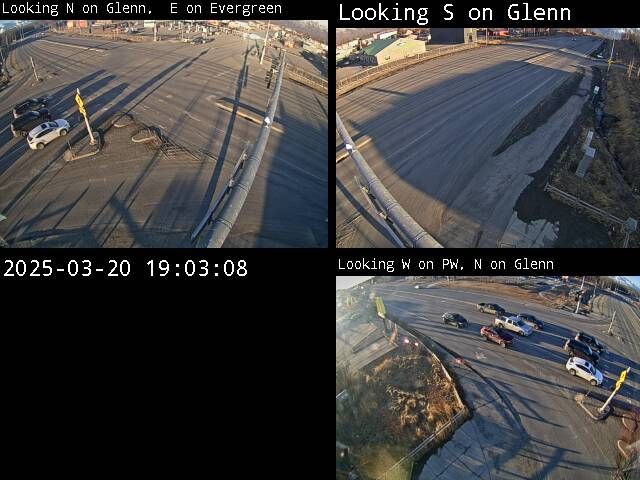 Looking N on Glenn, E on Evergreen
Looking S on Glenn
2025-03-20 19:03:08
Looking W on PW, N on Glenn